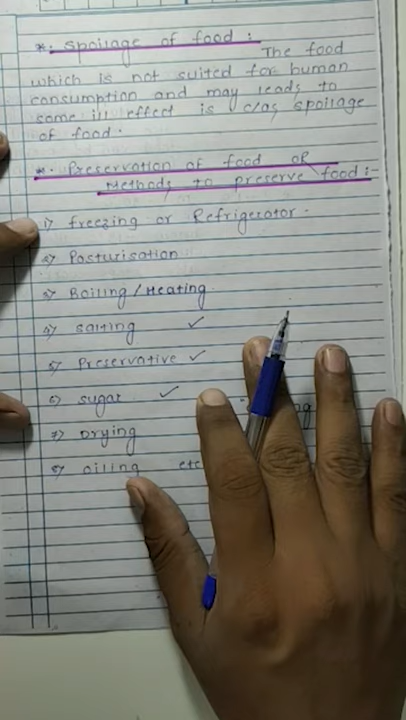 *. Spoilage of food :
The food
which is not suited for human
consumption and may leads to
some ill effect is c/as spoilage
of food.
*. Preservation of food OR
Methods to preserve food:-
1) freezing or Refrigerator.
2) Pasturisation
3) Boiling/Heating
4) Salting ✓
5) Preservative ✓
6) sugar ✓
7) Drying
8) oiling etc